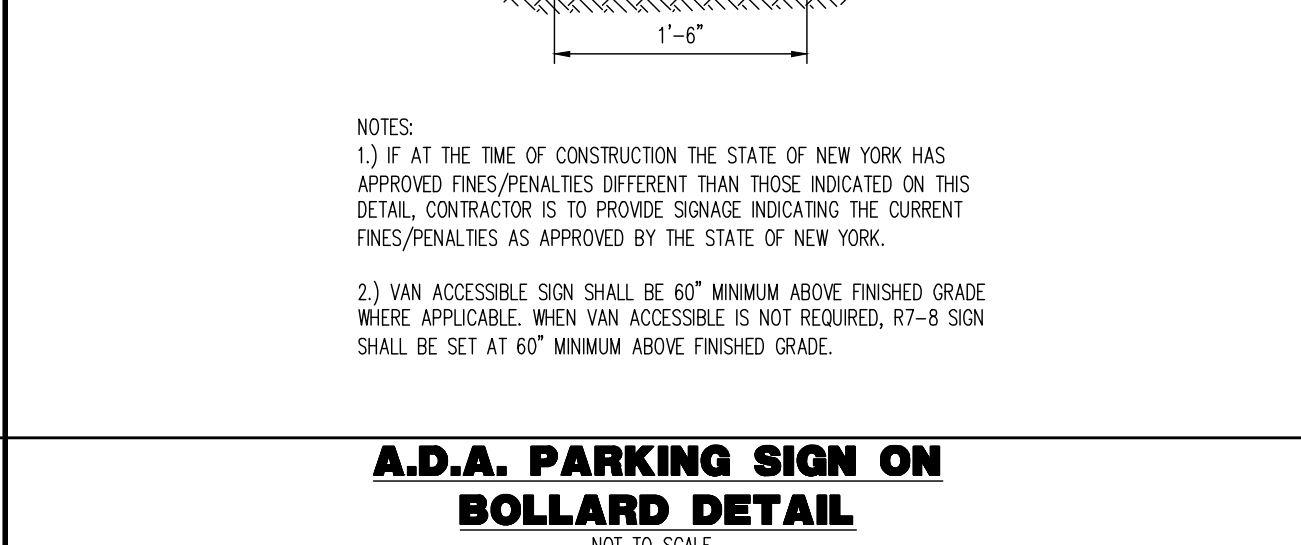 1'-6"
NOTES:
1.) IF AT THE TIME OF CONSTRUCTION THE STATE OF NEW YORK HAS
APPROVED FINES/PENALTIES DIFFERENT THAN THOSE INDICATED ON THIS
DETAIL, CONTRACTOR IS TO PROVIDE SIGNAGE INDICATING THE CURRENT
FINES/PENALTIES AS APPROVED BY THE STATE OF NEW YORK.
2.) VAN ACCESSIBLE SIGN SHALL BE 60" MINIMUM ABOVE FINISHED GRADE
WHERE APPLICABLE. WHEN VAN ACCESSIBLE IS NOT REQUIRED, R7-8 SIGN
SHALL BE SET AT 60" MINIMUM ABOVE FINISHED GRADE.
A.D.A. PARKING SIGN ON
BOLLARD DETAIL
NOT TO SCALE